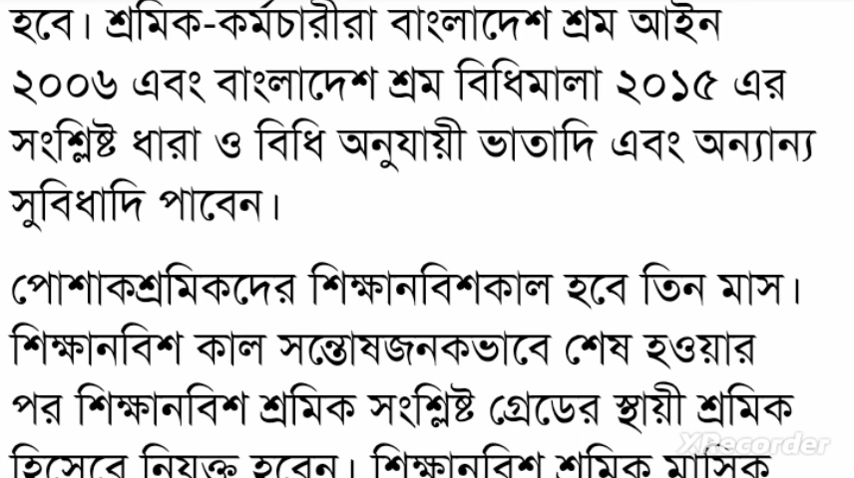 হবে। শ্রমিক-কর্মচারীরা বাংলাদেশ শ্রম আইন
২০০৬ এবং বাংলাদেশ শ্রম বিধিমালা ২০১৫ এর
সংশ্লিষ্ট ধারা ও বিধি অনুযায়ী ভাতাদি এবং অন্যান্য
সুবিধাদি পাবেন।
পোশাকশ্রমিকদের শিক্ষানবিশকাল হবে তিন মাস।
শিক্ষানবিশ কাল সন্তোষজনকভাবে শেষ হওয়ার
পর শিক্ষানবিশ শ্রমিক সংশ্লিষ্ট গ্রেডের স্থায়ী শ্রমিক
XRecorder
হিসেবে নিযুক্ত হবেন। শিক্ষানবিশ শ্রমিক মাসিক